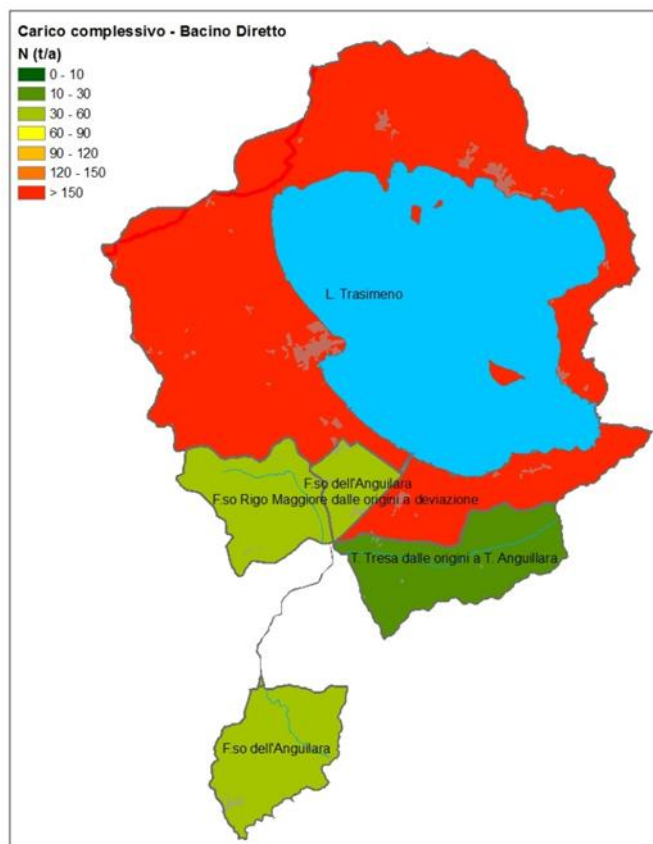 Carico complessivo - Bacino Diretto
N (t/a)
0 - 10
10 - 30
30 - 60
60 - 90
90 - 120
120 - 150
> 150
L. Trasimeno
F.so dell'Anguillara
F.so Rigo Maggiore dalle origini a deviazione
T. Tresa dalle origini a T. Anguillara
F.so dell'Anguillara